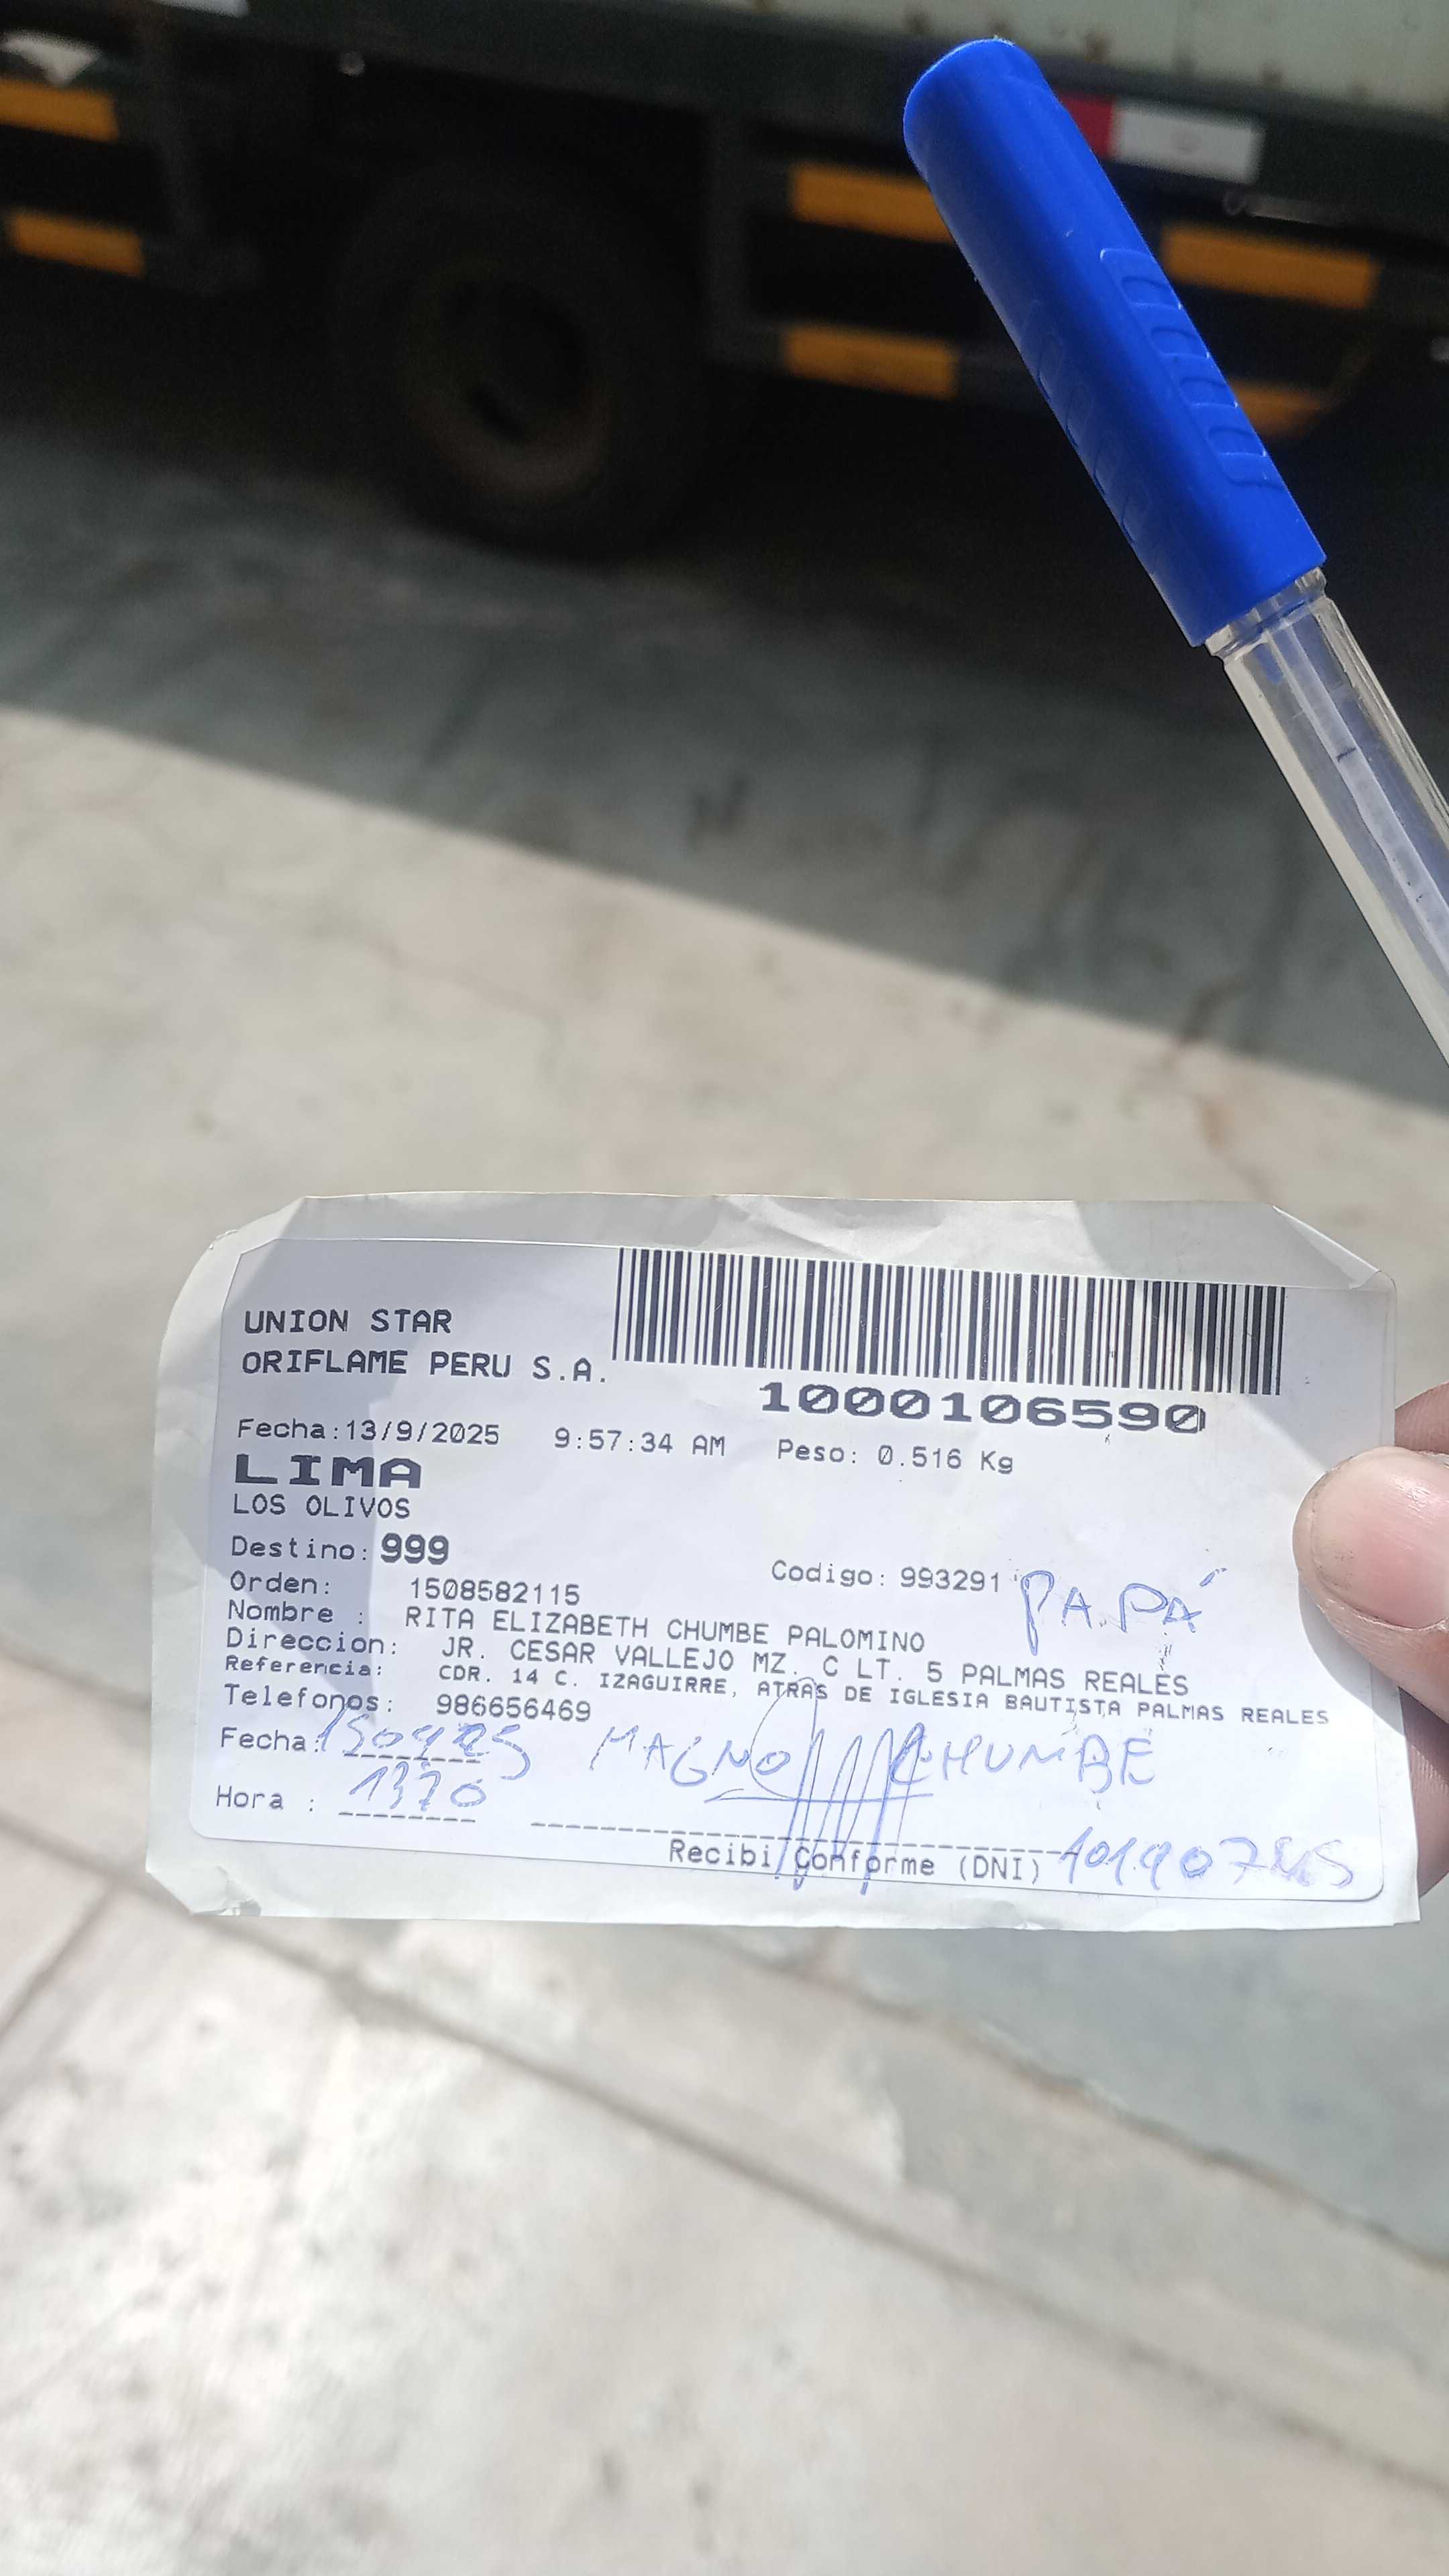 UNION STAR
ORIFLAME PERU S.A.
1000106590
Fecha:13/9/2025 9:57:34 AM Peso: 0.516 Kg
LIMA
LOS OLIVOS
Destino: 999
Codigo: 993291 PAPÁ
Orden: 1508582115
Nombre : RITA ELIZABETH CHUMBE PALOMINO
Direccion: JR. CESAR VALLEJO MZ. C LT. 5 PALMAS REALES
Referencia: CDR. 14 C. IZAGUIRRE, ATRAS DE IGLESIA BAUTISTA PALMAS REALES
Telefonos: 986656469
Fecha: MAGNO CHUMBE
Hora :
Recibi Conforme (DNI)